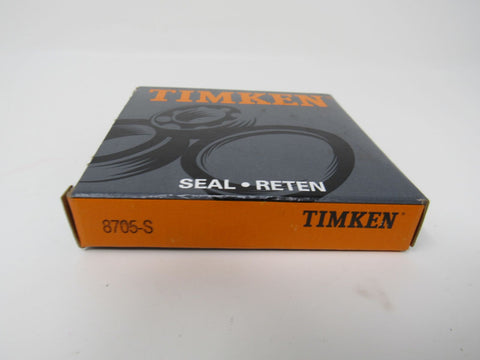 TIMKEN
SEAL • RETEN
8705-S
TIMKEN